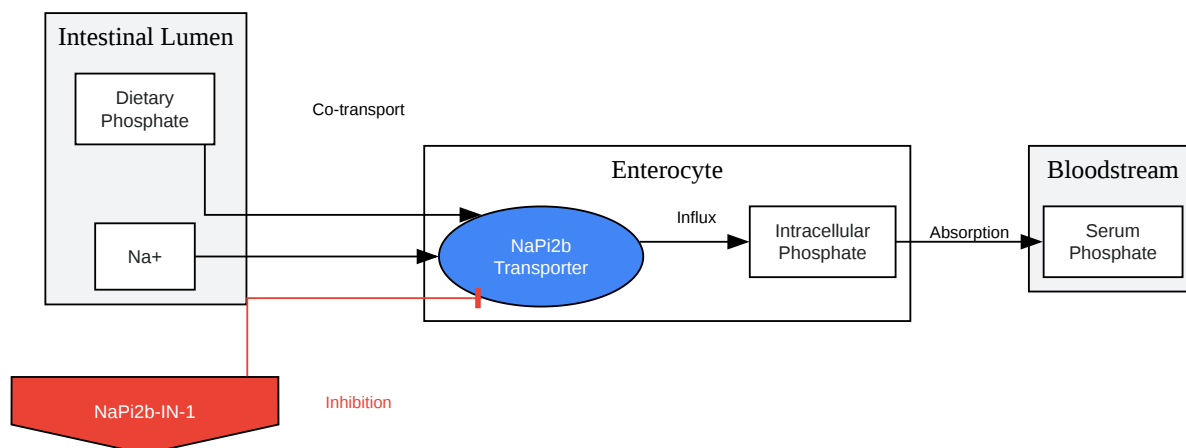 Intestinal Lumen
Dietary
Phosphate
Co-transport
Enterocyte
Bloodstream
Na+
NaPi2b
Transporter
Influx
Intracellular
Phosphate
Absorption
Serum
Phosphate
NaPi2b-IN-1
Inhibition